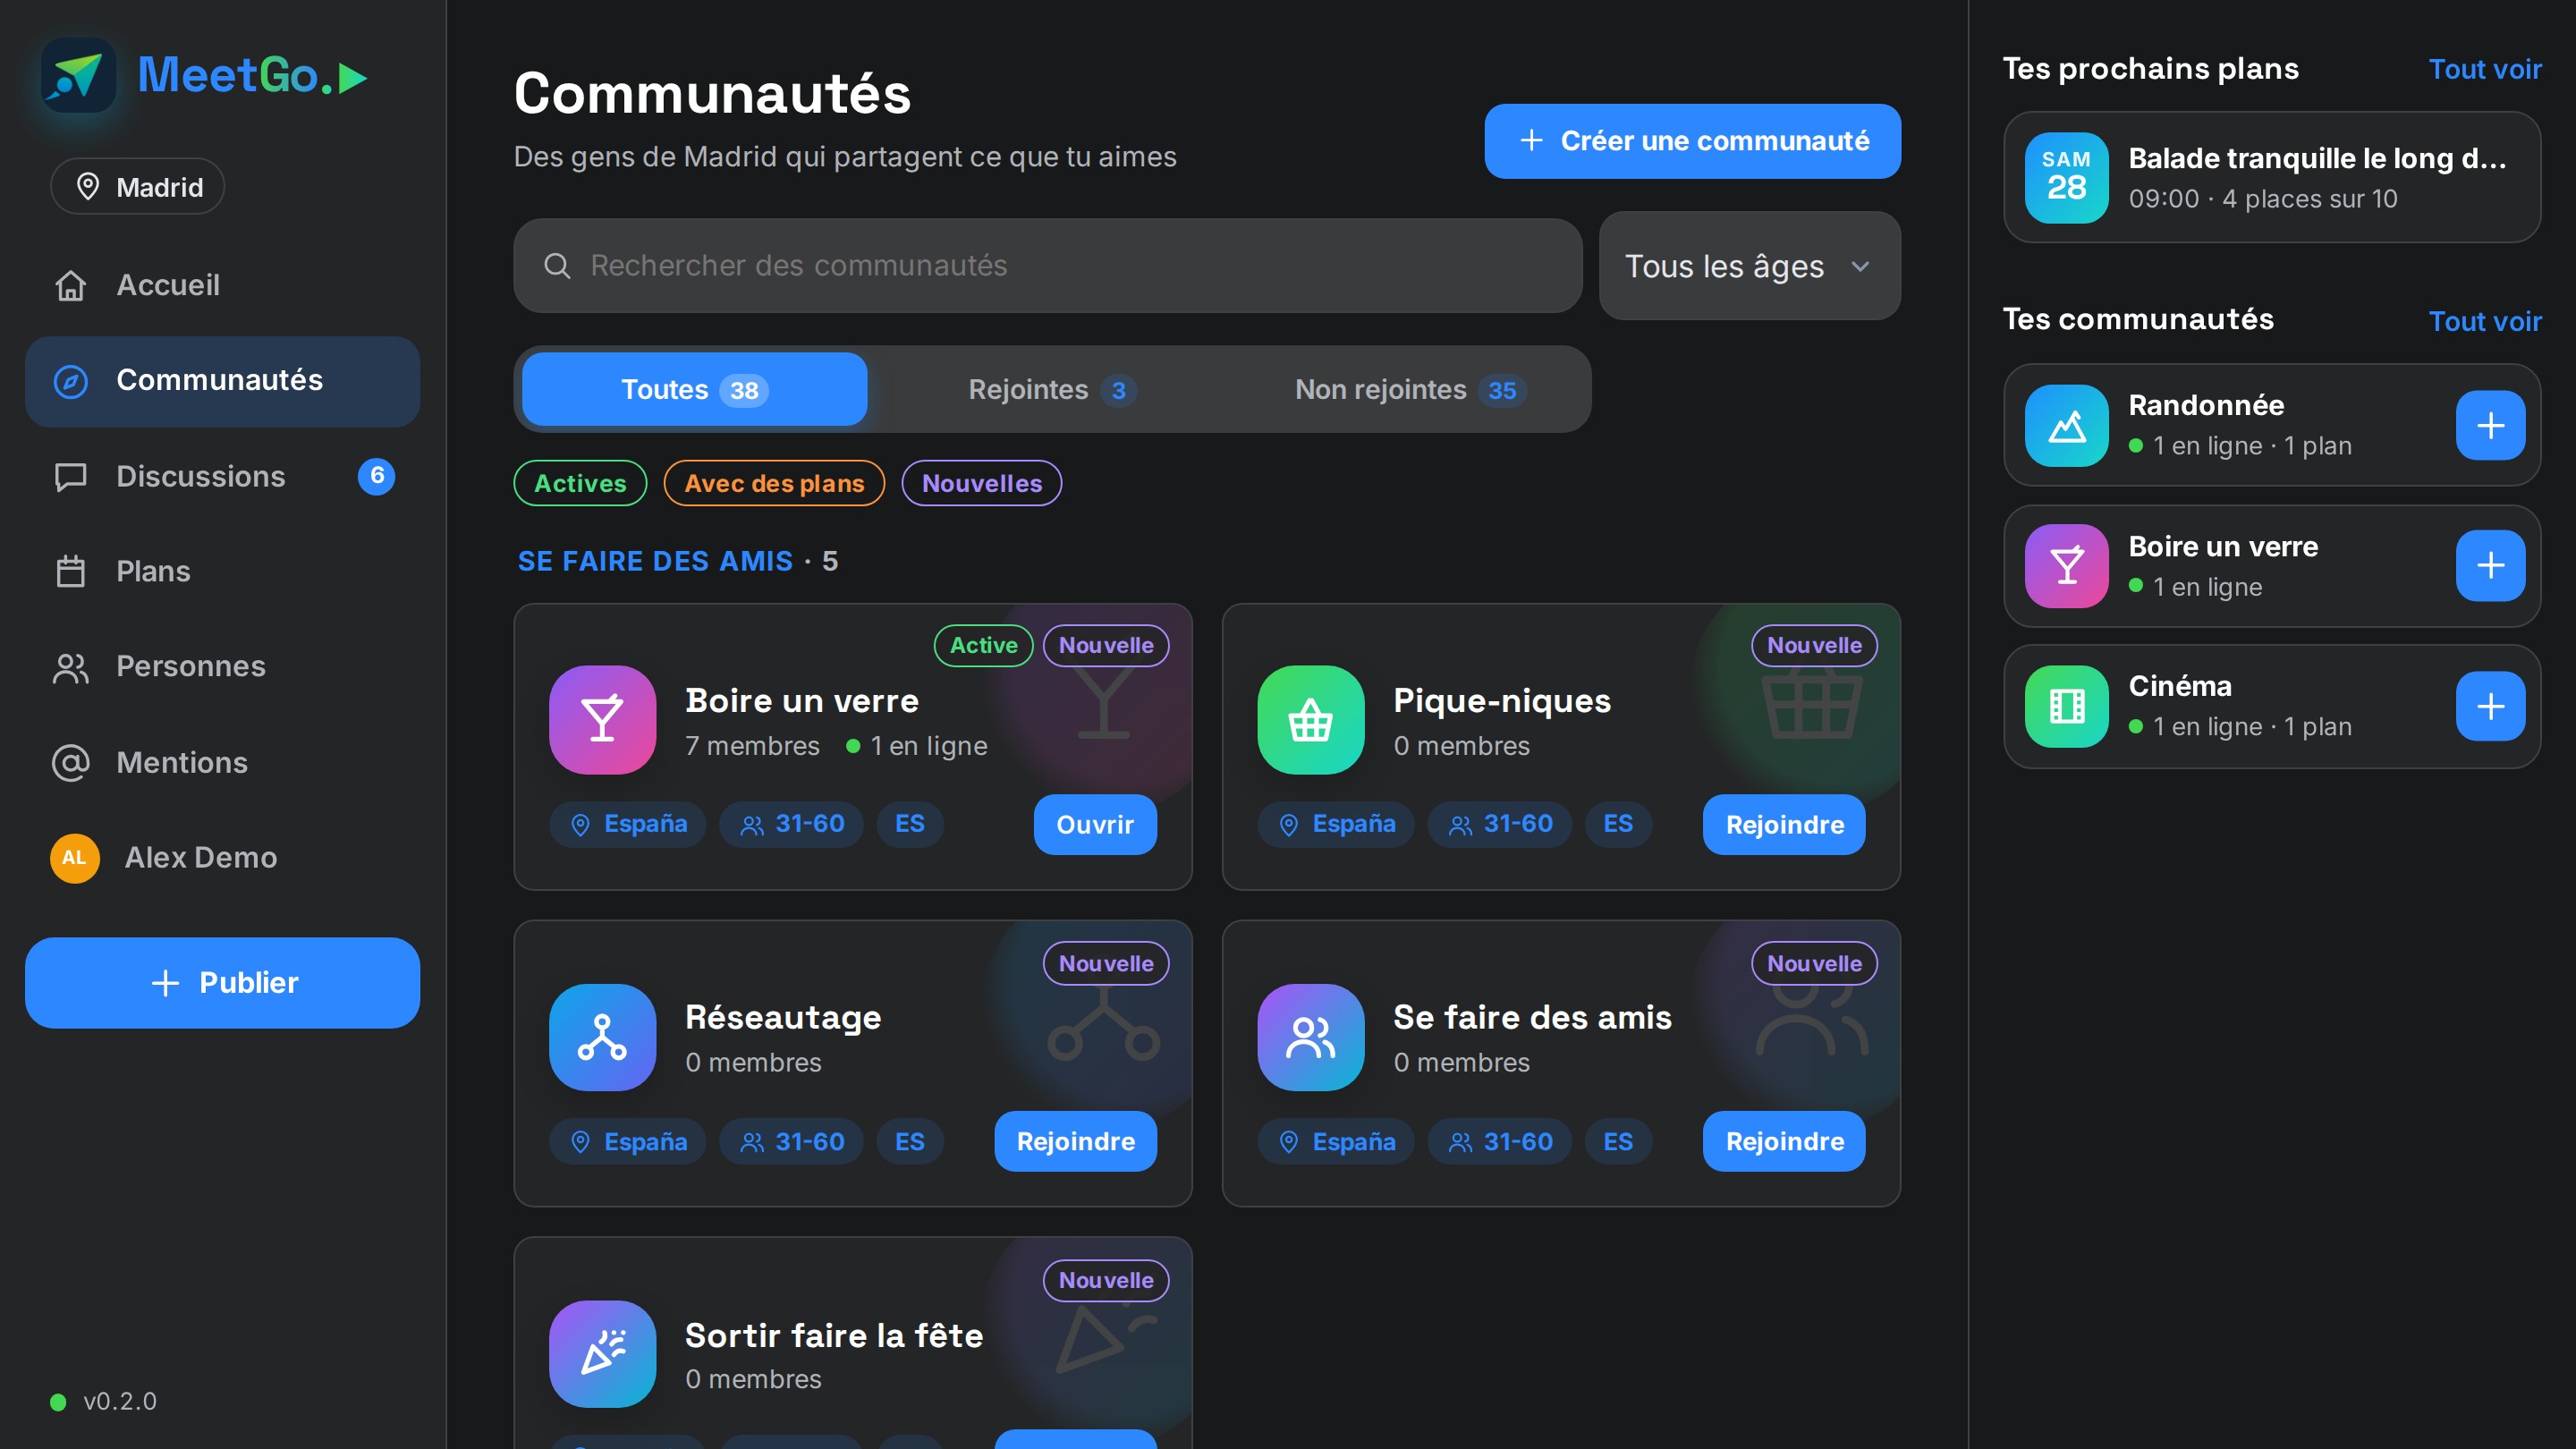 MeetGo.
Madrid
Accueil
Communautés
Discussions 6
Plans
Personnes
Mentions
AL Alex Demo
+ Publier
v0.2.0
Communautés
Des gens de Madrid qui partagent ce que tu aimes
+ Créer une communauté
Rechercher des communautés
Tous les âges
Toutes 38 Rejointes 3 Non rejointes 35
Actives Avec des plans Nouvelles
SE FAIRE DES AMIS · 5
Active Nouvelle
Boire un verre
7 membres 1 en ligne
España 31-60 ES Ouvrir
Nouvelle
Pique-niques
0 membres
España 31-60 ES Rejoindre
Nouvelle
Réseautage
0 membres
España 31-60 ES Rejoindre
Nouvelle
Se faire des amis
0 membres
España 31-60 ES Rejoindre
Nouvelle
Sortir faire la fête
0 membres
Tes prochains plans Tout voir
SAM
28
Balade tranquille le long d...
09:00 · 4 places sur 10
Tes communautés Tout voir
Randonnée
1 en ligne · 1 plan
Boire un verre
1 en ligne
Cinéma
1 en ligne · 1 plan